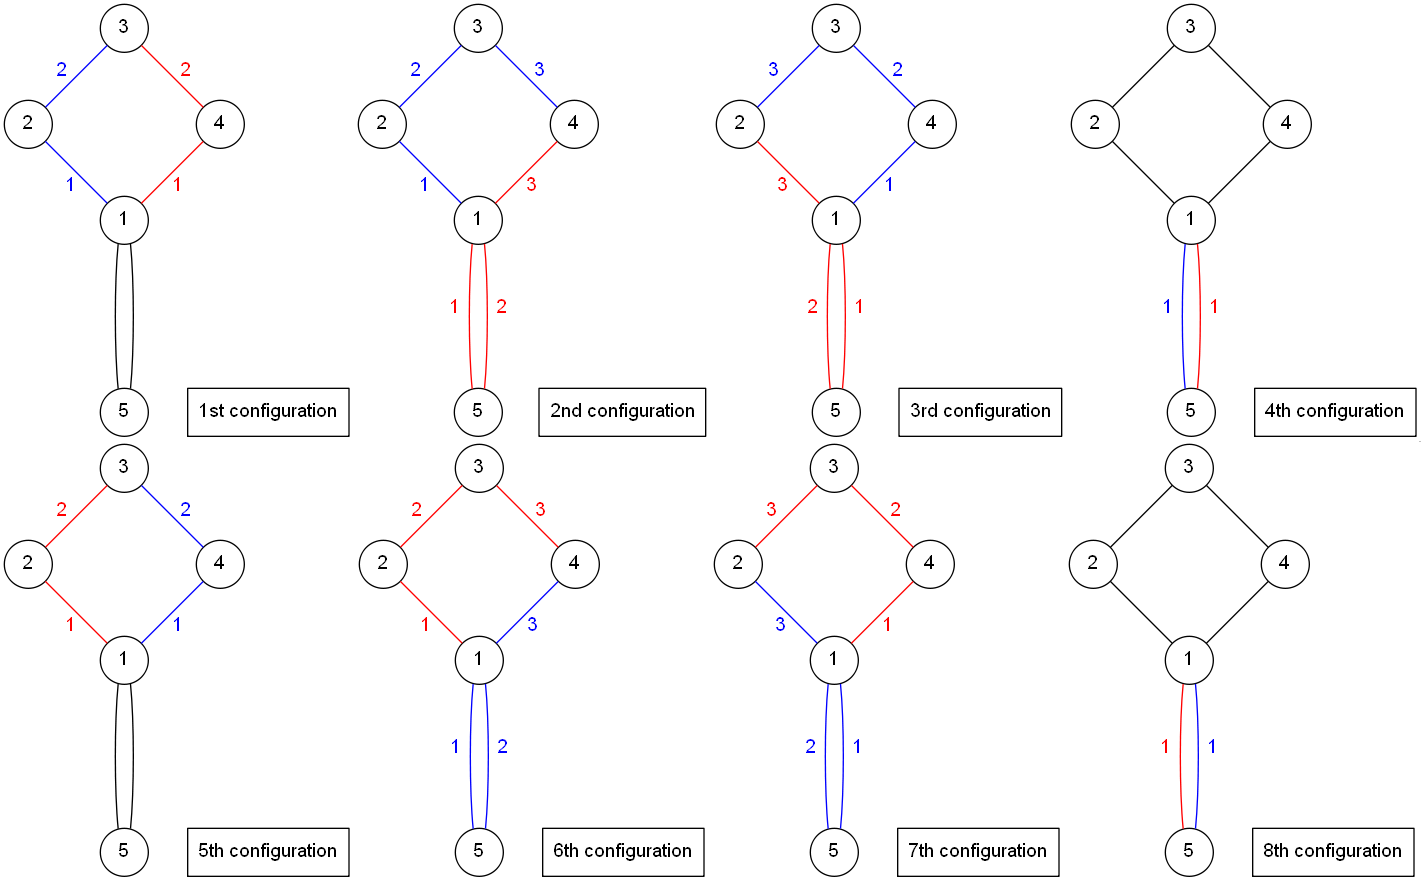 3 3 3 3
2 2 2 3 3 2
2 4 2 4 2 4 2 4
1 1 1 3 3 1
1 1 1 1
1 2 2 1 1 1
5 5 5 5
1st configuration 2nd configuration 3rd configuration 4th configuration
3 3 3 3
2 2 2 3 3 2
2 4 2 4 2 4 2 4
1 1 1 3 3 1
1 1 1 1
1 2 2 1 1 1
5 5 5 5
5th configuration 6th configuration 7th configuration 8th configuration